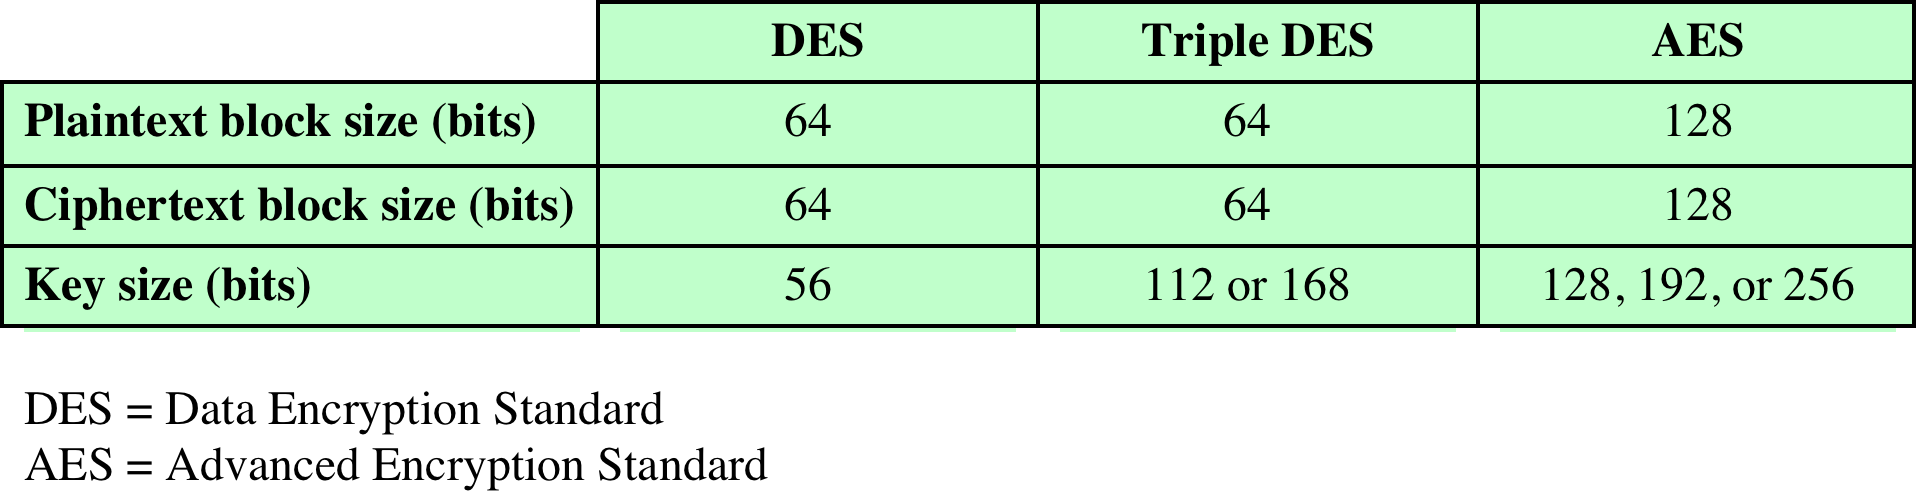 DES Triple DES AES
Plaintext block size (bits) 64 64 128
Ciphertext block size (bits) 64 64 128
Key size (bits) 56 112 or 168 128, 192, or 256
DES = Data Encryption Standard
AES = Advanced Encryption Standard